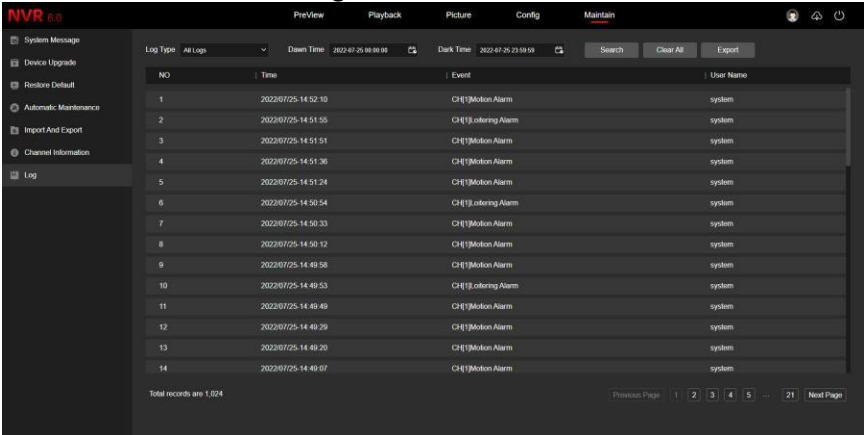 NVR 6.0 PreView Playback Picture Config Maintain
System Message
Device Upgrade
Restore Default
Automatic Maintenance
Import And Export
Channel Information
Log
Log Type All Logs Dawn Time 2022-07-25 00:00:00 Dark Time 2022-07-25 23:59:59 Search Clear All Export
NO Time Event User Name
1 2022/07/25-14:52:10 CH[1]Motion Alarm system
2 2022/07/25-14:51:55 CH[1]Loitering Alarm system
3 2022/07/25-14:51:51 CH[1]Motion Alarm system
4 2022/07/25-14:51:36 CH[1]Motion Alarm system
5 2022/07/25-14:51:24 CH[1]Motion Alarm system
6 2022/07/25-14:50:54 CH[1]Loitering Alarm system
7 2022/07/25-14:50:33 CH[1]Motion Alarm system
8 2022/07/25-14:50:12 CH[1]Motion Alarm system
9 2022/07/25-14:49:58 CH[1]Motion Alarm system
10 2022/07/25-14:49:53 CH[1]Loitering Alarm system
11 2022/07/25-14:49:49 CH[1]Motion Alarm system
12 2022/07/25-14:49:29 CH[1]Motion Alarm system
13 2022/07/25-14:49:20 CH[1]Motion Alarm system
14 2022/07/25-14:49:07 CH[1]Motion Alarm system
Total records are 1,024 Previous Page 1 2 3 4 5 ... 21 Next Page